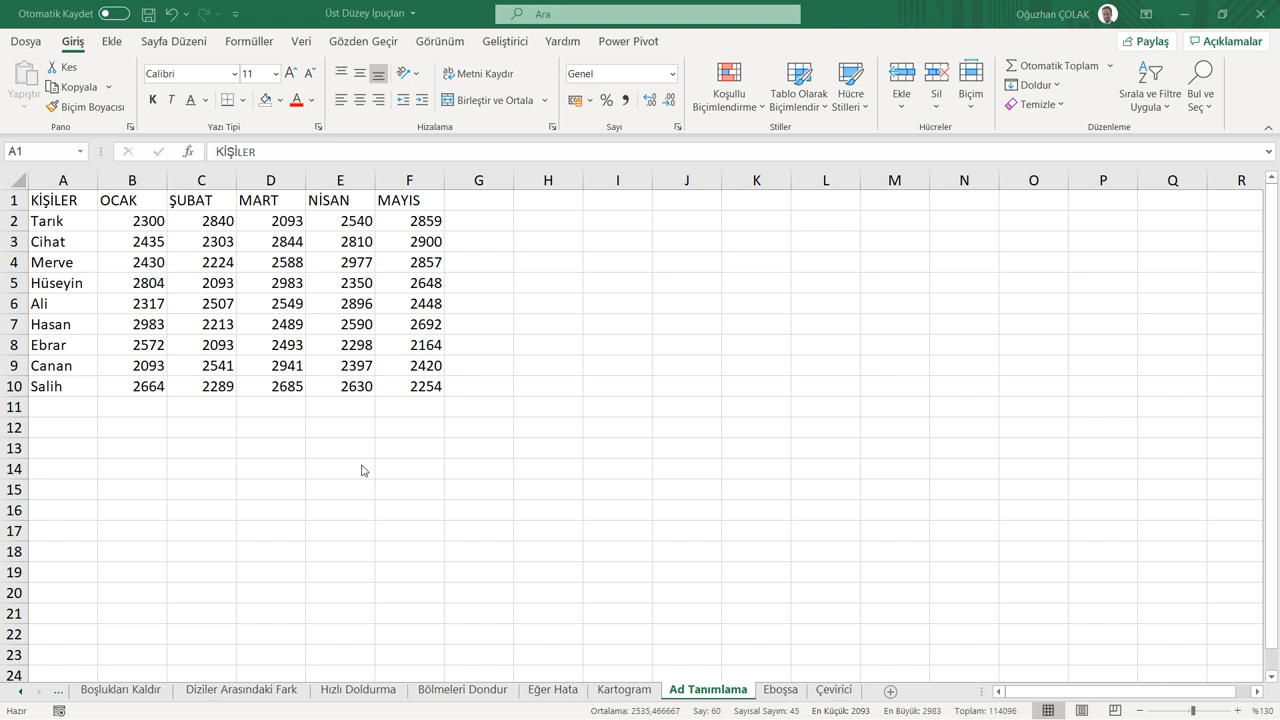 Otomatik Kaydet
Üst Düzey İpuçları
Ara
Oğuzhan ÇOLAK
Dosya Giriş Ekle Sayfa Düzeni Formüller Veri Gözden Geçir Görünüm Geliştirici Yardım Power Pivot Paylaş Açıklamalar
Yapıştır
Kes
Kopyala
Biçim Boyacısı
Pano
Calibri 11
K T A
Yazı Tipi
Metni Kaydır
Birleştir ve Ortala
Hizalama
Genel
Sayı
Koşullu Biçimlendirme
Tablo Olarak Biçimlendir
Hücre Stilleri
Stiller
Ekle Sil Biçim
Hücreler
Otomatik Toplam
Doldur
Temizle
Sırala ve Filtre Uygula
Bul ve Seç
Düzenleme
A1 fx KİŞİLER
A B C D E F G H I J K L M N O P Q R
1 KİŞİLER OCAK ŞUBAT MART NİSAN MAYIS
2 Tarık 2300 2840 2093 2540 2859
3 Cihat 2435 2303 2844 2810 2900
4 Merve 2430 2224 2588 2977 2857
5 Hüseyin 2804 2093 2983 2350 2648
6 Ali 2317 2507 2549 2896 2448
7 Hasan 2983 2213 2489 2590 2692
8 Ebrar 2572 2093 2493 2298 2164
9 Canan 2093 2541 2941 2397 2420
10 Salih 2664 2289 2685 2630 2254
11
12
13
14
15
16
17
18
19
20
21
22
23
24
... Boşlukları Kaldır Diziler Arasındaki Fark Hızlı Doldurma Bölmeleri Dondur Eğer Hata Kartogram Ad Tanımlama Eboşsa Çevirici
Hazır Ortalama: 2535,466667 Say: 60 Sayısal Sayım: 45 En Küçük: 2093 En Büyük: 2983 Toplam: 114096 %130